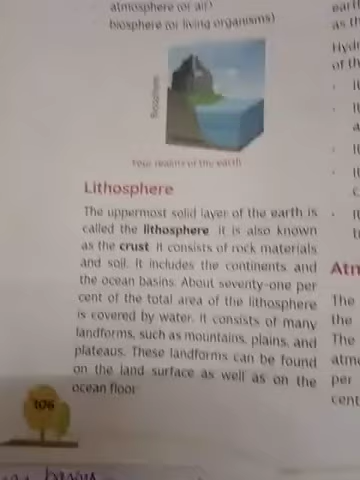 atmosphere (or air)
biosphere (or living organisms)
Biosphere
Four realms of the earth
Lithosphere
The uppermost solid layer of the earth is
called the lithosphere. It is also known
as the crust. It consists of rock materials
and soil. It includes the continents and
the ocean basins. About seventy-one per
cent of the total area of the lithosphere
is covered by water. It consists of many
landforms, such as mountains, plains, and
plateaus. These landforms can be found
on the land surface as well as on the
ocean floor.
106
as th
Hydr
of th
The
the
The
atmo
per
cent